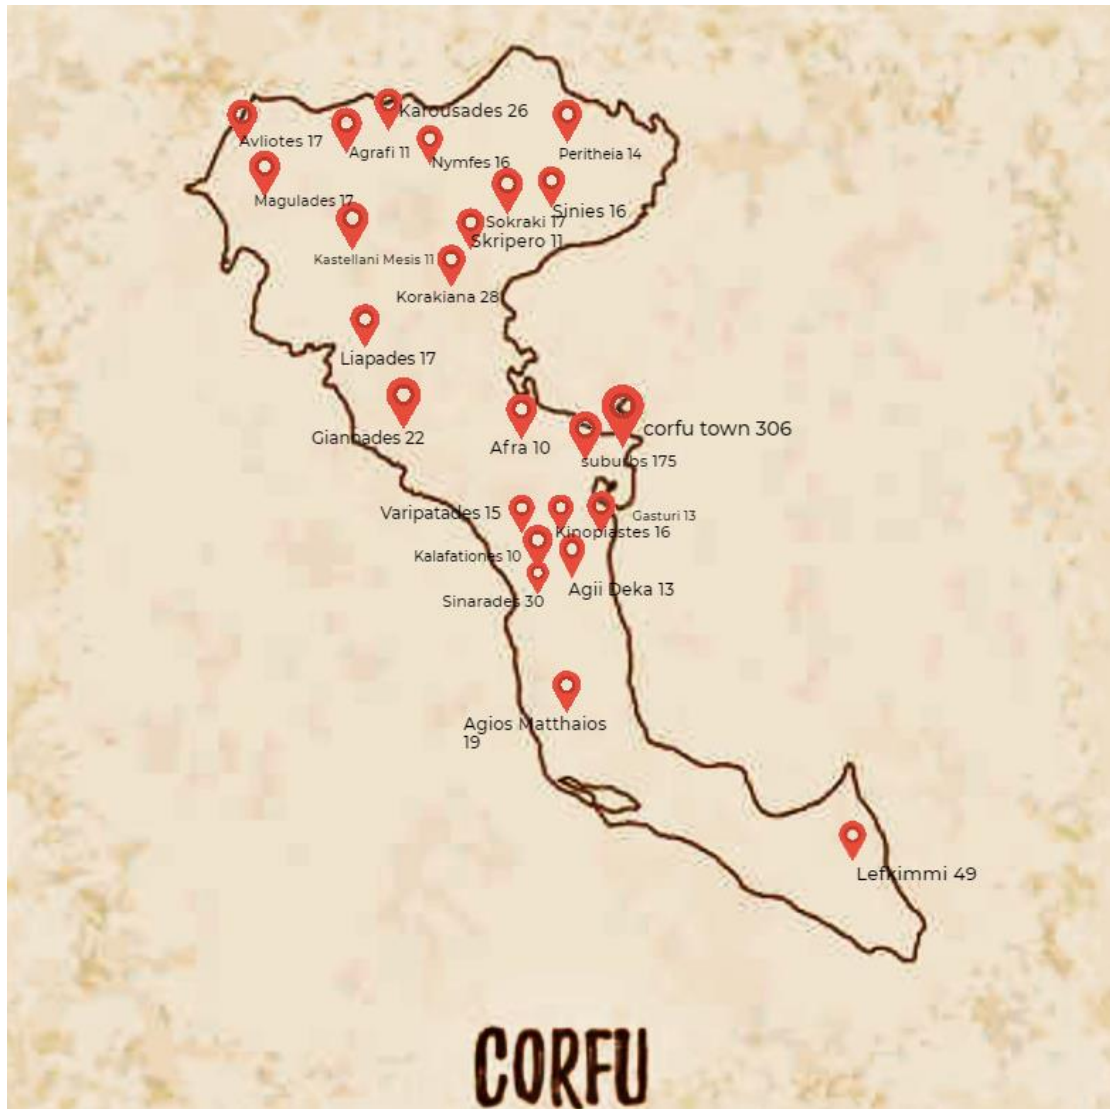 Karousades 26
Avliotes 17
Agrafi 11
Nymfes 16
Peritheia 14
Magulades 17
Sinies 16
Sokraki 17
Skripero 11
Kastellani Mesis 11
Korakiana 28
Liapades 17
Giannades 22
corfu town 306
Afra 10
suburbs 175
Varipatades 15
Gasturi 13
Kinopiastes 16
Kalafationes 10
Agii Deka 13
Sinarades 30
Agios Matthaios
19
Lefkimmi 49
CORFU